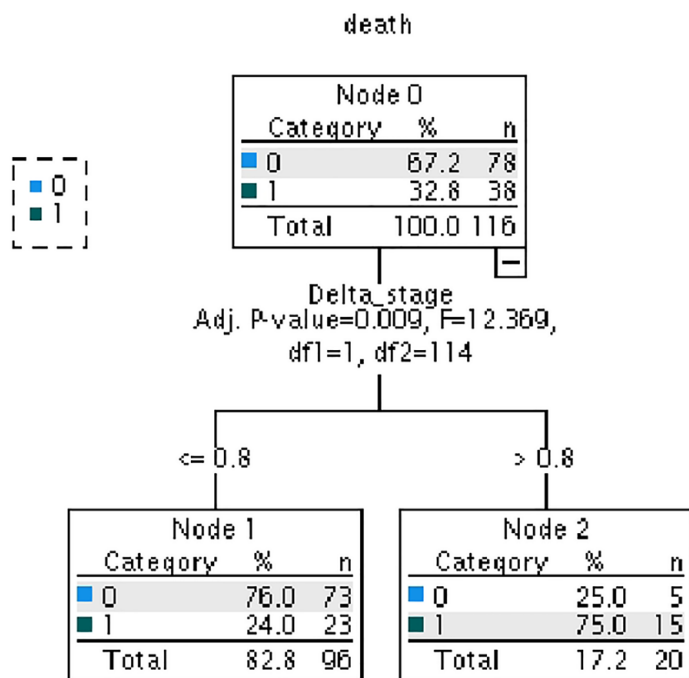 death
Node 0
Category % n
0 67.2 78
1 32.8 38
Total 100.0 116
0
1
Delta_stage
Adj. P-value=0.009, F=12.369,
df1=1, df2=114
<= 0.8
> 0.8
Node 1
Category % n
0 76.0 73
1 24.0 23
Total 82.8 96
Node 2
Category % n
0 25.0 5
1 75.0 15
Total 17.2 20